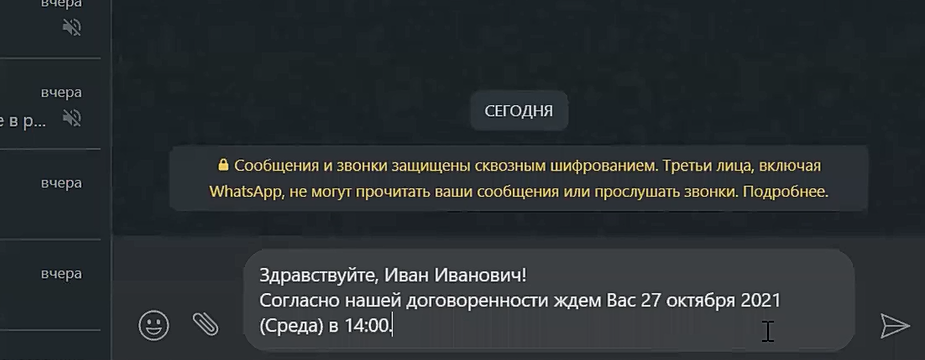 вчера
вчера
е в р...
вчера
вчера
СЕГОДНЯ
Сообщения и звонки защищены сквозным шифрованием. Третьи лица, включая
WhatsApp, не могут прочитать ваши сообщения или прослушать звонки. Подробнее.
Здравствуйте, Иван Иванович!
Согласно нашей договоренности ждем Вас 27 октября 2021
(Среда) в 14:00.